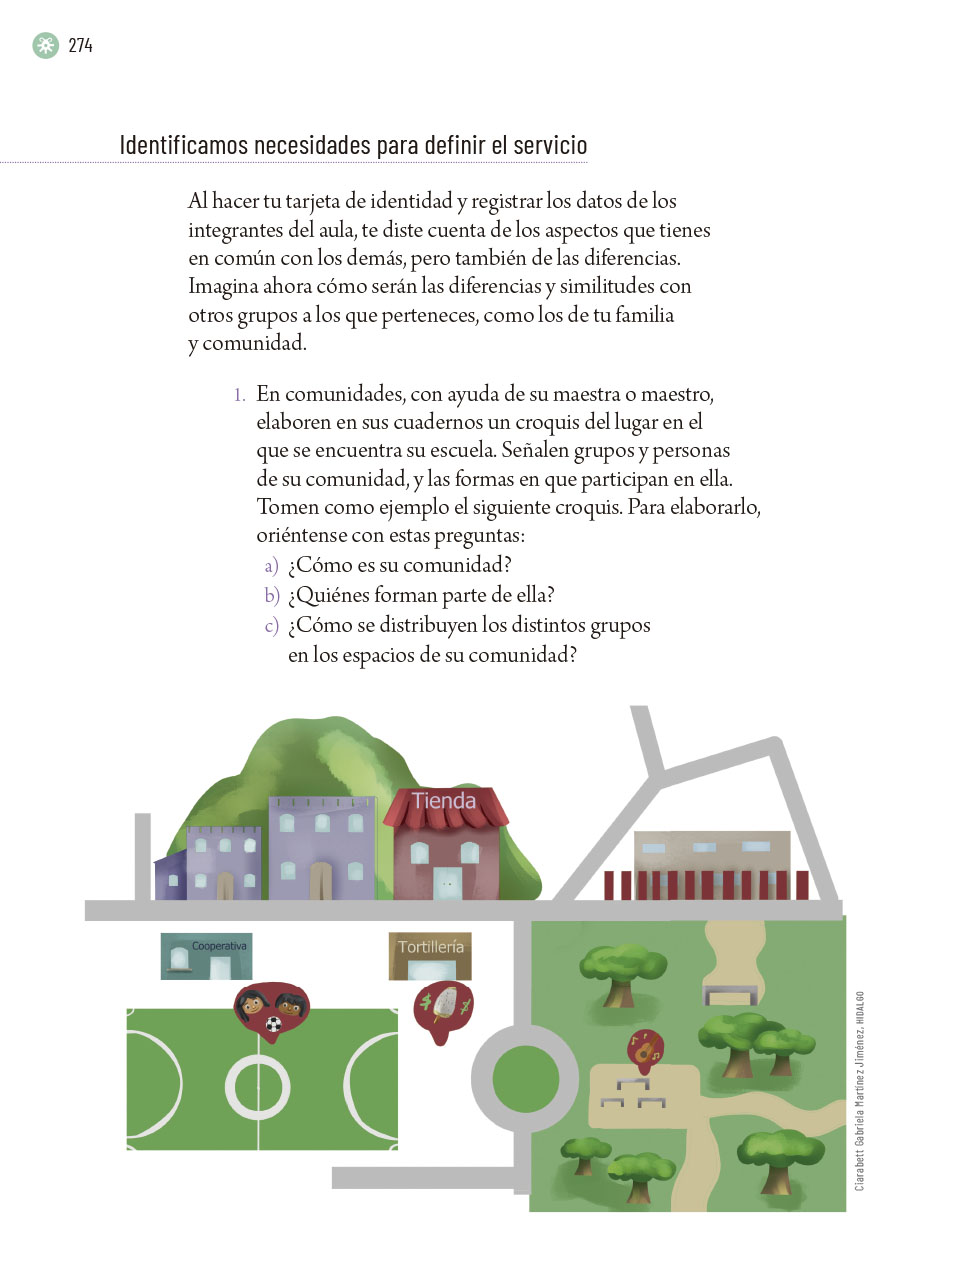 274
Identificamos necesidades para definir el servicio
Al hacer tu tarjeta de identidad y registrar los datos de los
integrantes del aula, te diste cuenta de los aspectos que tienes
en común con los demás, pero también de las diferencias.
Imagina ahora cómo serán las diferencias y similitudes con
otros grupos a los que perteneces, como los de tu familia
y comunidad.
1. En comunidades, con ayuda de su maestra o maestro,
elaboren en sus cuadernos un croquis del lugar en el
que se encuentra su escuela. Señalen grupos y personas
de su comunidad, y las formas en que participan en ella.
Tomen como ejemplo el siguiente croquis. Para elaborarlo,
oriéntense con estas preguntas:
a) ¿Cómo es su comunidad?
b) ¿Quiénes forman parte de ella?
c) ¿Cómo se distribuyen los distintos grupos
en los espacios de su comunidad?
Tienda
Cooperativa
Tortillería
$ $
Ciarabett Gabriela Martínez Jiménez, HIDALGO